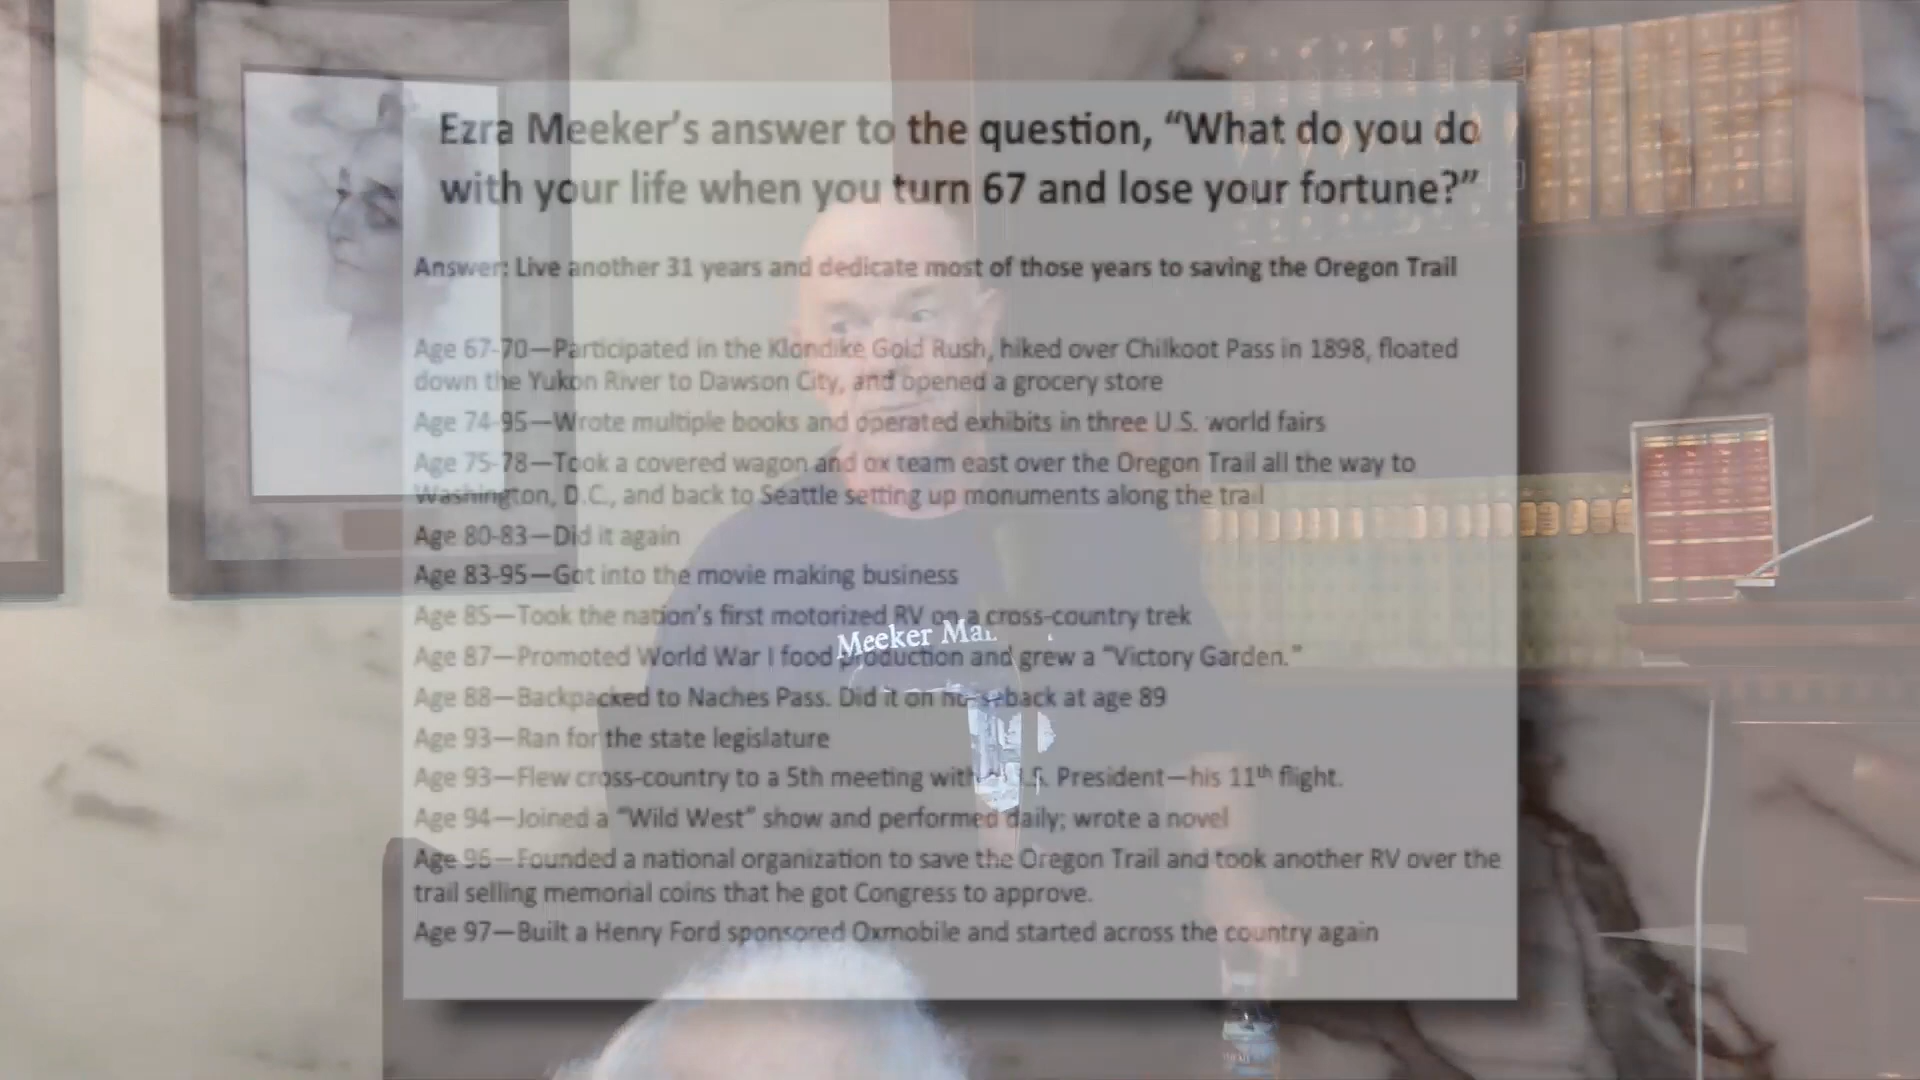 Ezra Meeker's answer to the question, “What do you do
with your life when you turn 67 and lose your fortune?”
Answer: Live another 31 years and dedicate most of those years to saving the Oregon Trail
Age 67-70—Participated in the Klondike Gold Rush, hiked over Chilkoot Pass in 1898, floated
down the Yukon River to Dawson City, and opened a grocery store
Age 74-95—Wrote multiple books and operated exhibits in three U.S. world fairs
Age 75-78—Took a covered wagon and ox team east over the Oregon Trail all the way to
Washington, D.C., and back to Seattle setting up monuments along the trail
Age 80-83—Did it again
Age 83-95—Got into the movie making business
Age 85—Took the nation's first motorized RV on a cross-country trek
Meeker
Age 87—Promoted World War I food production and grew a “Victory Garden.”
Age 88—Backpacked to Naches Pass. Did it on horseback at age 89
Age 93—Ran for the state legislature
Age 93—Flew cross-country to a 5th meeting with U.S. President—his 11th flight.
Age 94—Joined a “Wild West” show and performed daily; wrote a novel
Age 96—Founded a national organization to save the Oregon Trail and took another RV over the
trail selling memorial coins that he got Congress to approve.
Age 97—Built a Henry Ford sponsored Oxmobile and started across the country again